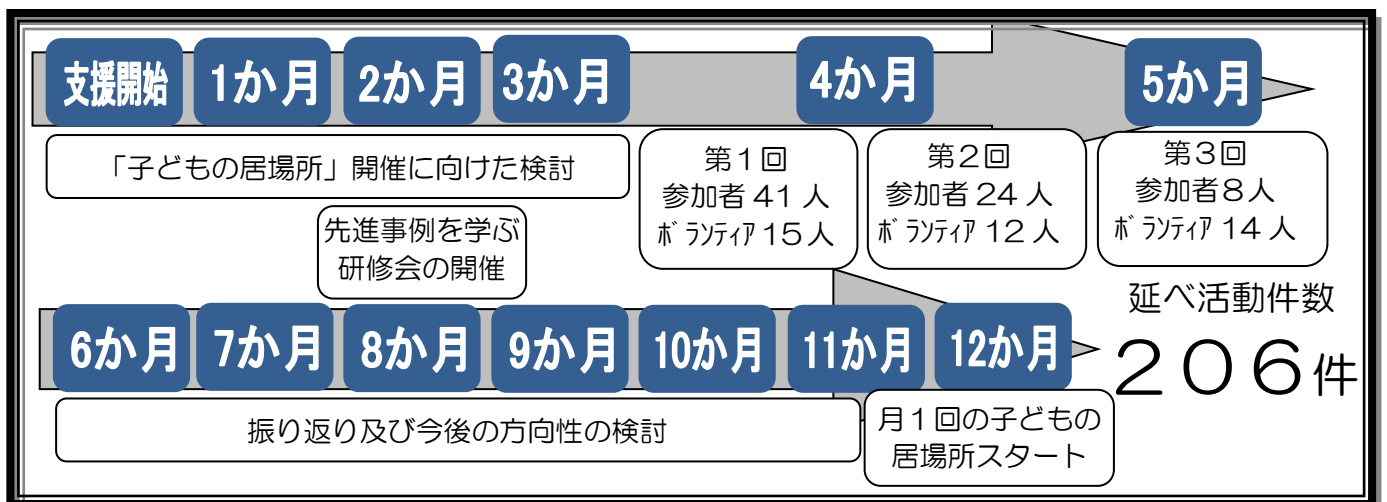 支援開始 1か月 2か月 3か月 4か月 5か月
「子どもの居場所」開催に向けた検討
先進事例を学ぶ
研修会の開催
第1回
参加者 41 人
ﾎﾞﾗﾝﾃｨｱ 15人
第2回
参加者 24 人
ﾎﾞﾗﾝﾃｨｱ 12 人
第3回
参加者8人
ﾎﾞﾗﾝﾃｨｱ 14 人
延べ活動件数
206件
6か月 7か月 8か月 9か月 10か月 11か月 12か月
振り返り及び今後の方向性の検討
月1回の子どもの
居場所スタート